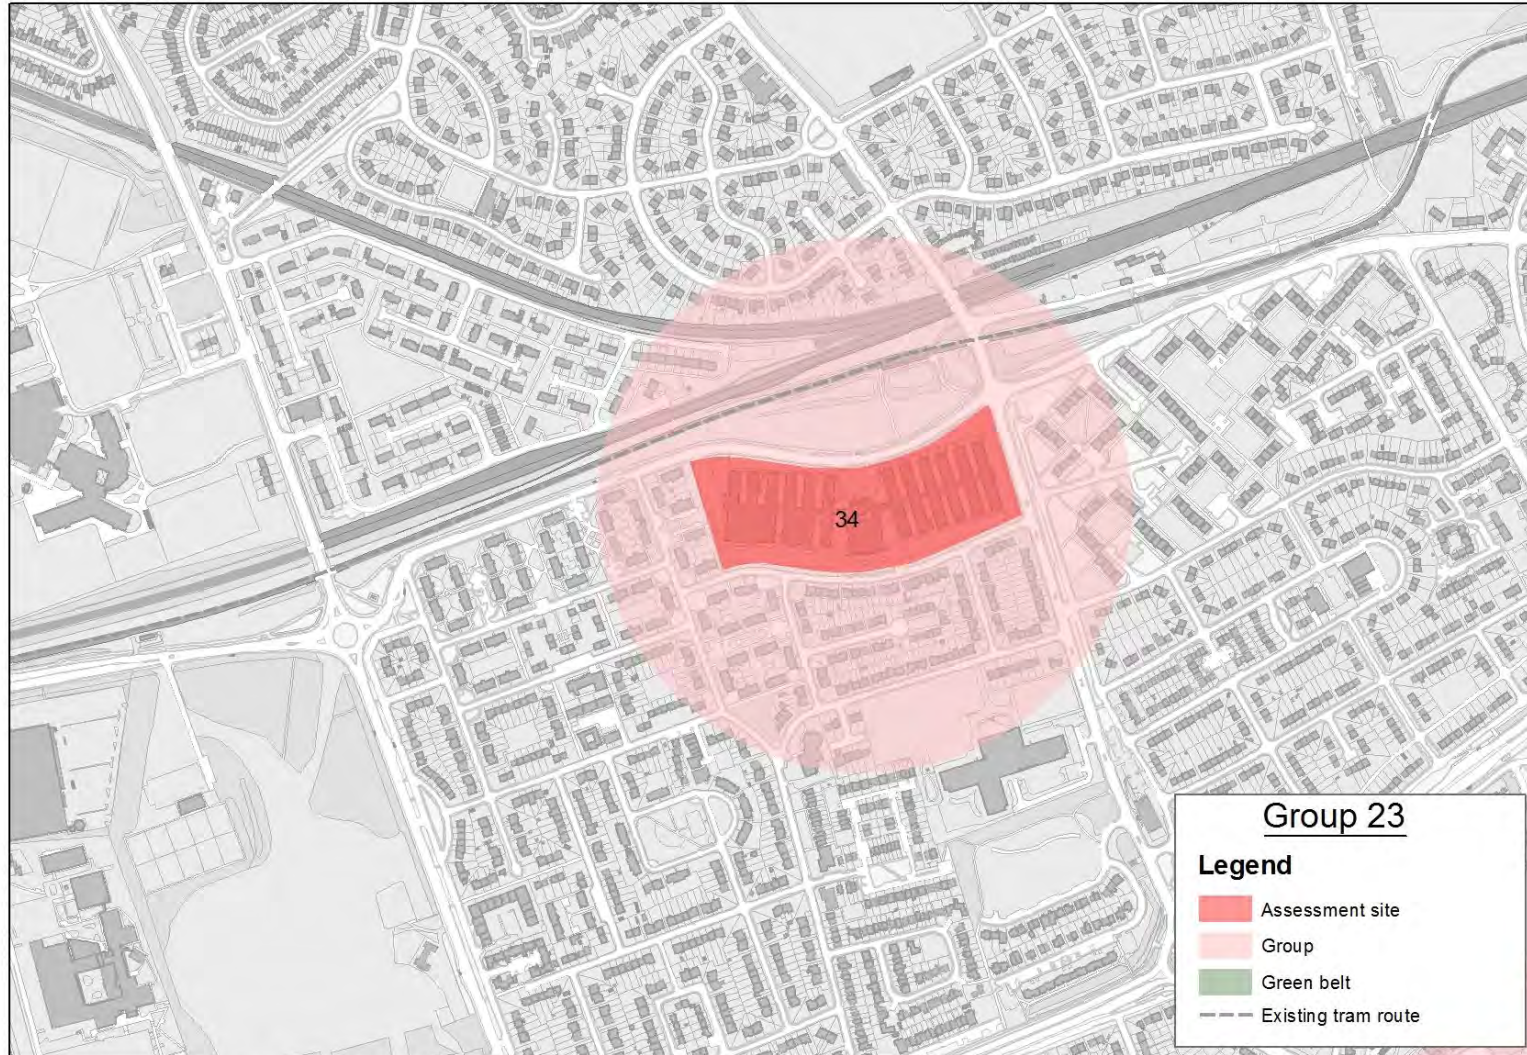 34
Group 23
Legend
Assessment site
Group
Green belt
Existing tram route